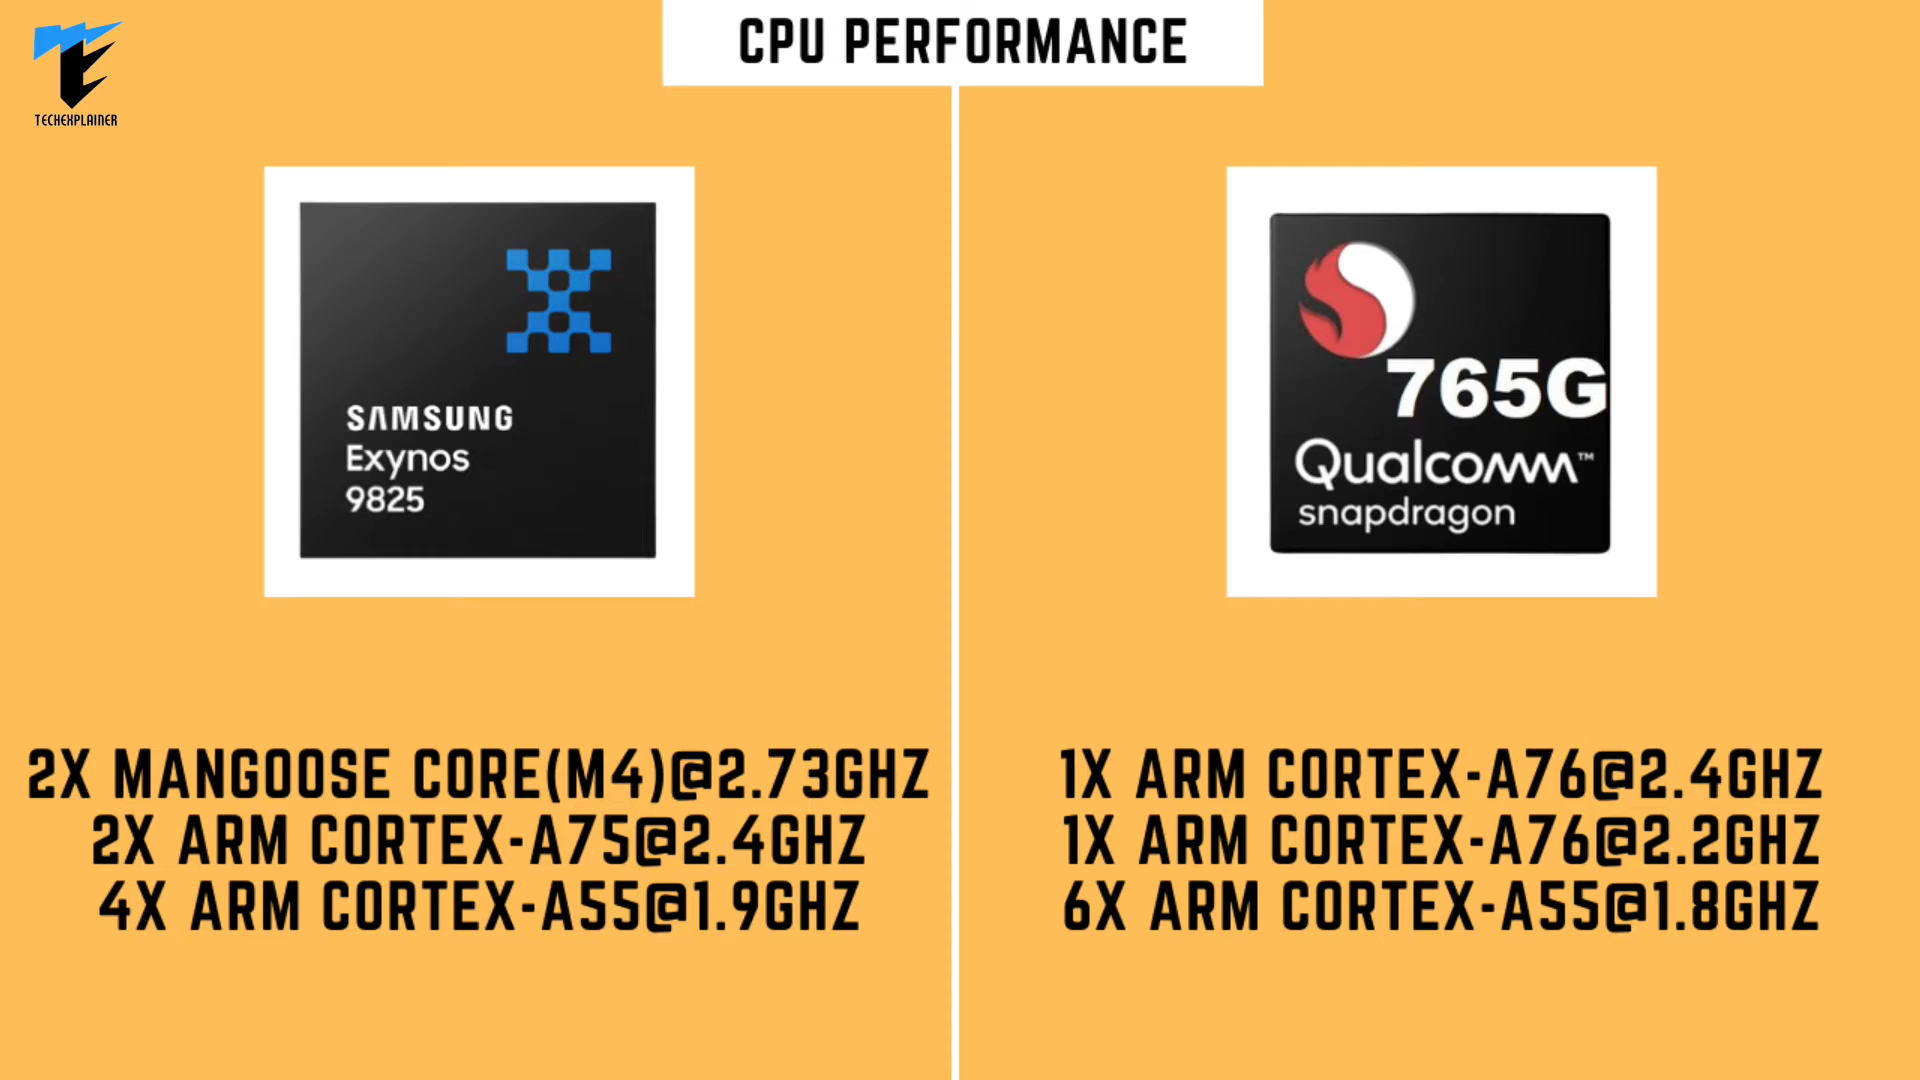 CPU PERFORMANCE
TECHEXPLAINER
SAMSUNG
Exynos
9825
2X MANGOOSE CORE(M4)@2.73GHZ
2X ARM CORTEX-A75@2.4GHZ
4X ARM CORTEX-A55@1.9GHZ
765G
Qualcomm™
snapdragon
1X ARM CORTEX-A76@2.4GHZ
1X ARM CORTEX-A76@2.2GHZ
6X ARM CORTEX-A55@1.8GHZ